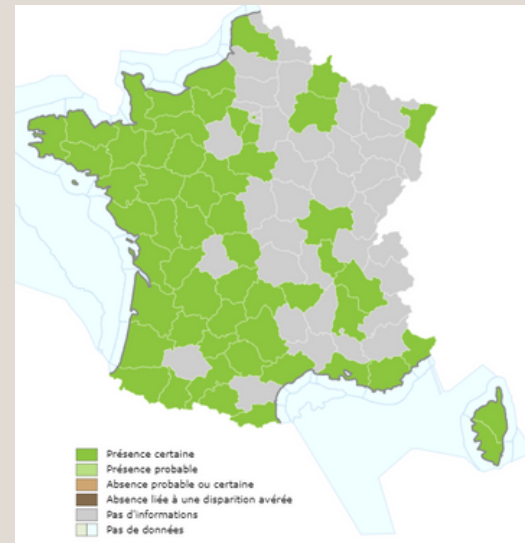 Présence certaine
Présence probable
Absence probable ou certaine
Absence liée à une disparition avérée
Pas d'informations
Pas de données